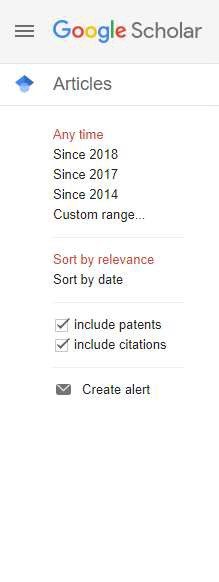 Google Scholar
Articles
Any time
Since 2018
Since 2017
Since 2014
Custom range...
Sort by relevance
Sort by date
include patents
include citations
Create alert